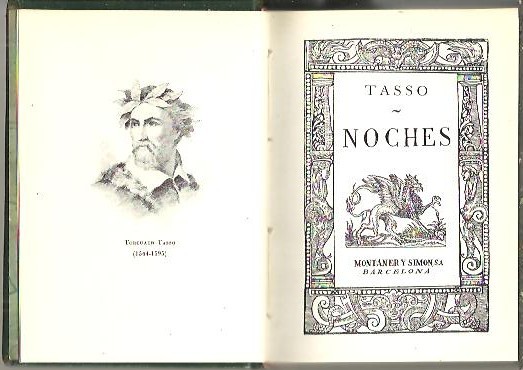 TORCUATO TASSO
(1544-1595)
TASSO
~
NOCHES
MONTANER Y SIMON, S.A.
BARCELONA